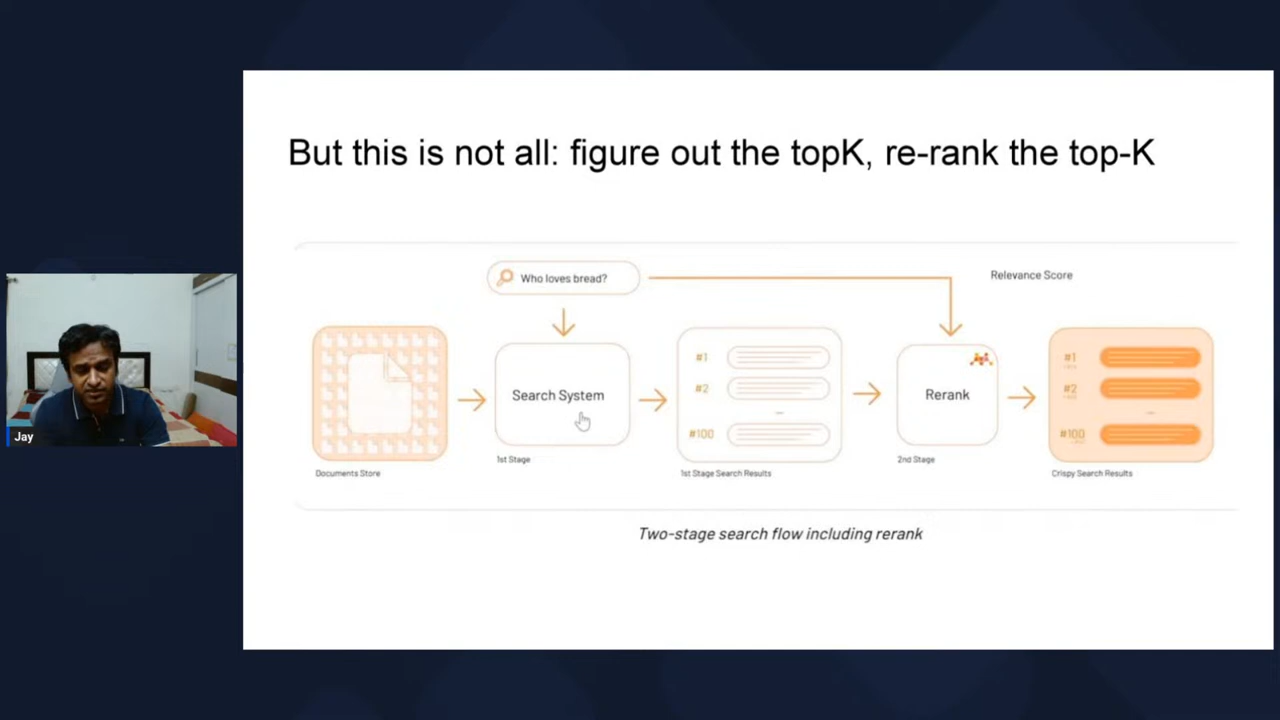 But this is not all: figure out the topK, re-rank the top-K
Who loves bread?
Relevance Score
Search System
#1
#2
#100
Rerank
#1
#2
#100
1st Stage
2nd Stage
Documents Store
1st Stage Search Results
Crispy Search Results
Two-stage search flow including rerank
Jay